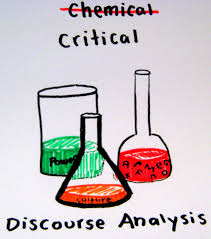 Chemical
Critical
Power
culture
Discourse Analysis